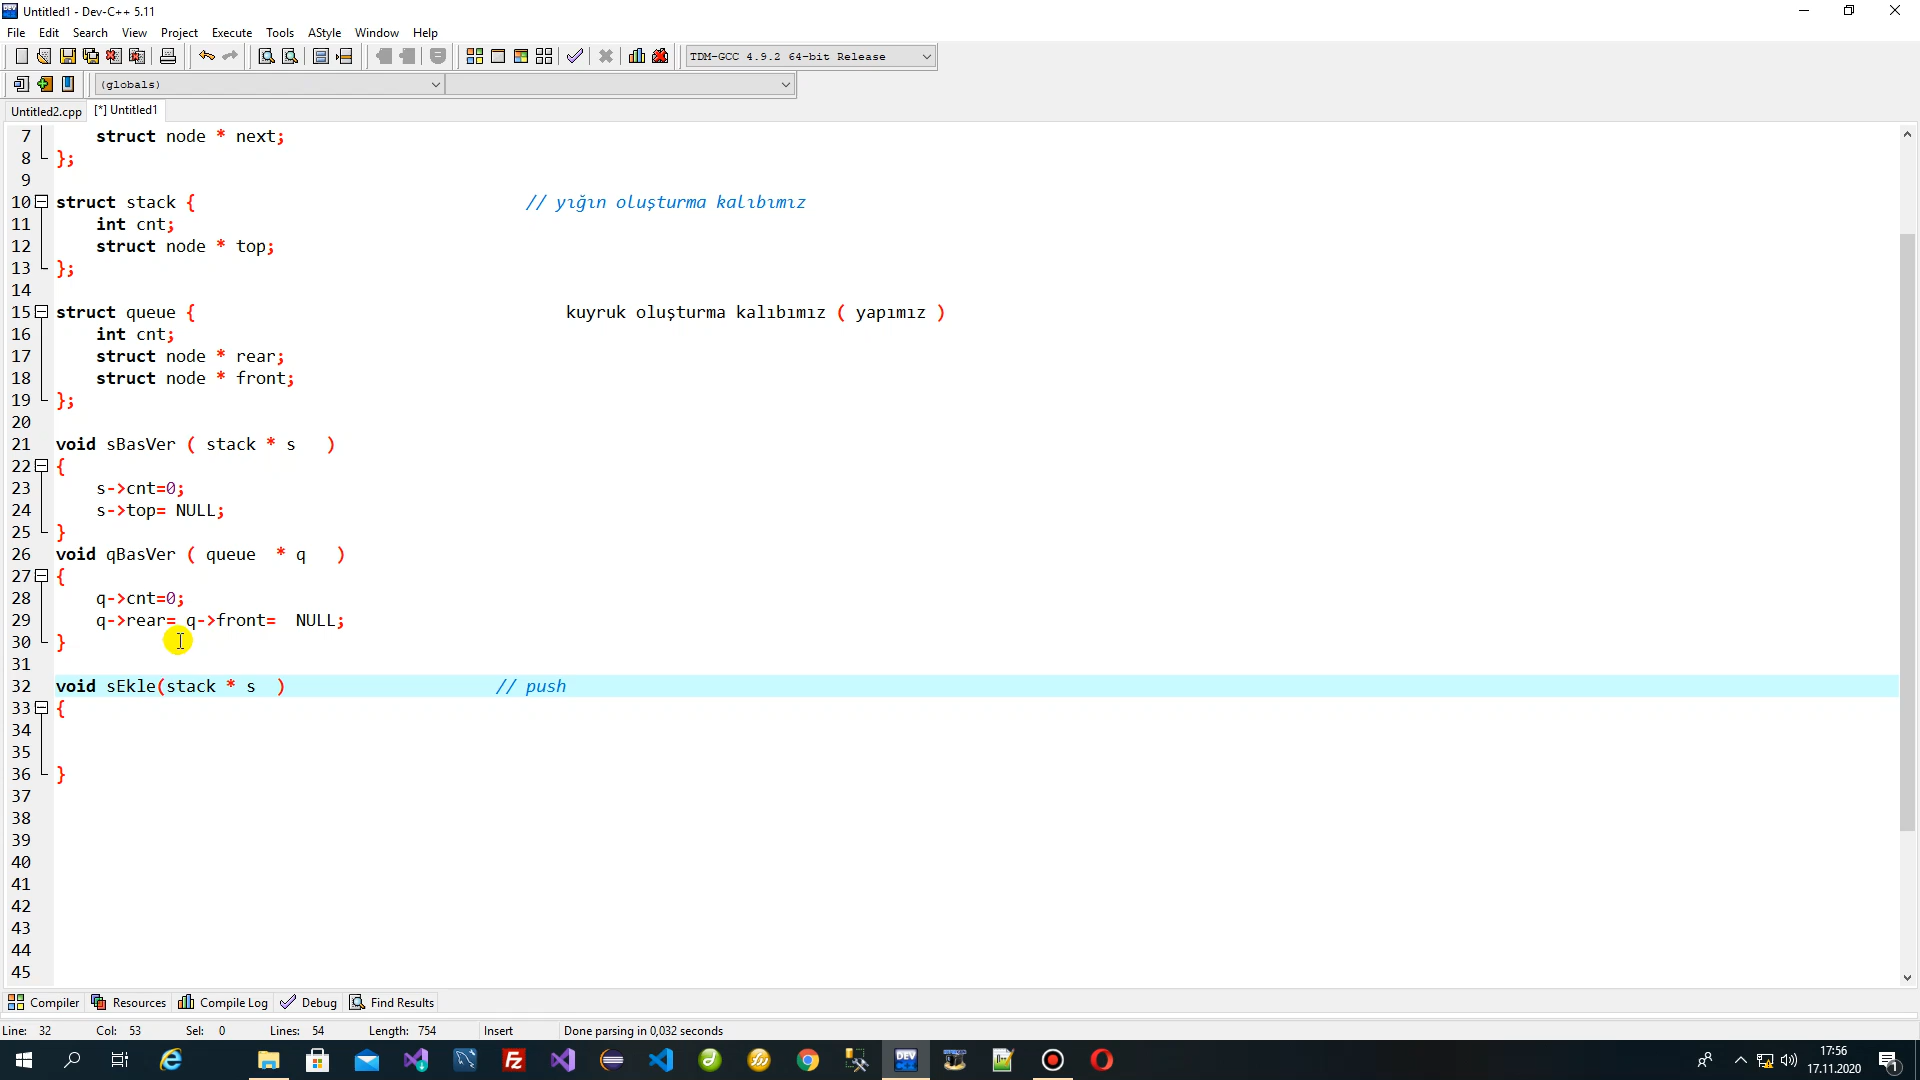 Untitled1 - Dev-C++ 5.11
File Edit Search View Project Execute Tools AStyle Window Help
TDM-GCC 4.9.2 64-bit Release
(globals)
Untitled2.cpp [*] Untitled1
7 struct node * next;
8 };
9
10 struct stack { // yığın oluşturma kalıbımız
11 int cnt;
12 struct node * top;
13 };
14
15 struct queue { kuyruk oluşturma kalıbımız ( yapımız )
16 int cnt;
17 struct node * rear;
18 struct node * front;
19 };
20
21 void sBasVer ( stack * s )
22 {
23 s->cnt=0;
24 s->top= NULL;
25 }
26 void qBasVer ( queue * q )
27 {
28 q->cnt=0;
29 q->rear= q->front= NULL;
30 }
31
32 void sEkle(stack * s ) // push
33 {
34
35
36 }
37
38
39
40
41
42
43
44
45
Compiler Resources Compile Log Debug Find Results
Line: 32 Col: 53 Sel: 0 Lines: 54 Length: 754 Insert Done parsing in 0,032 seconds
DEV
17:56
17.11.2020
1